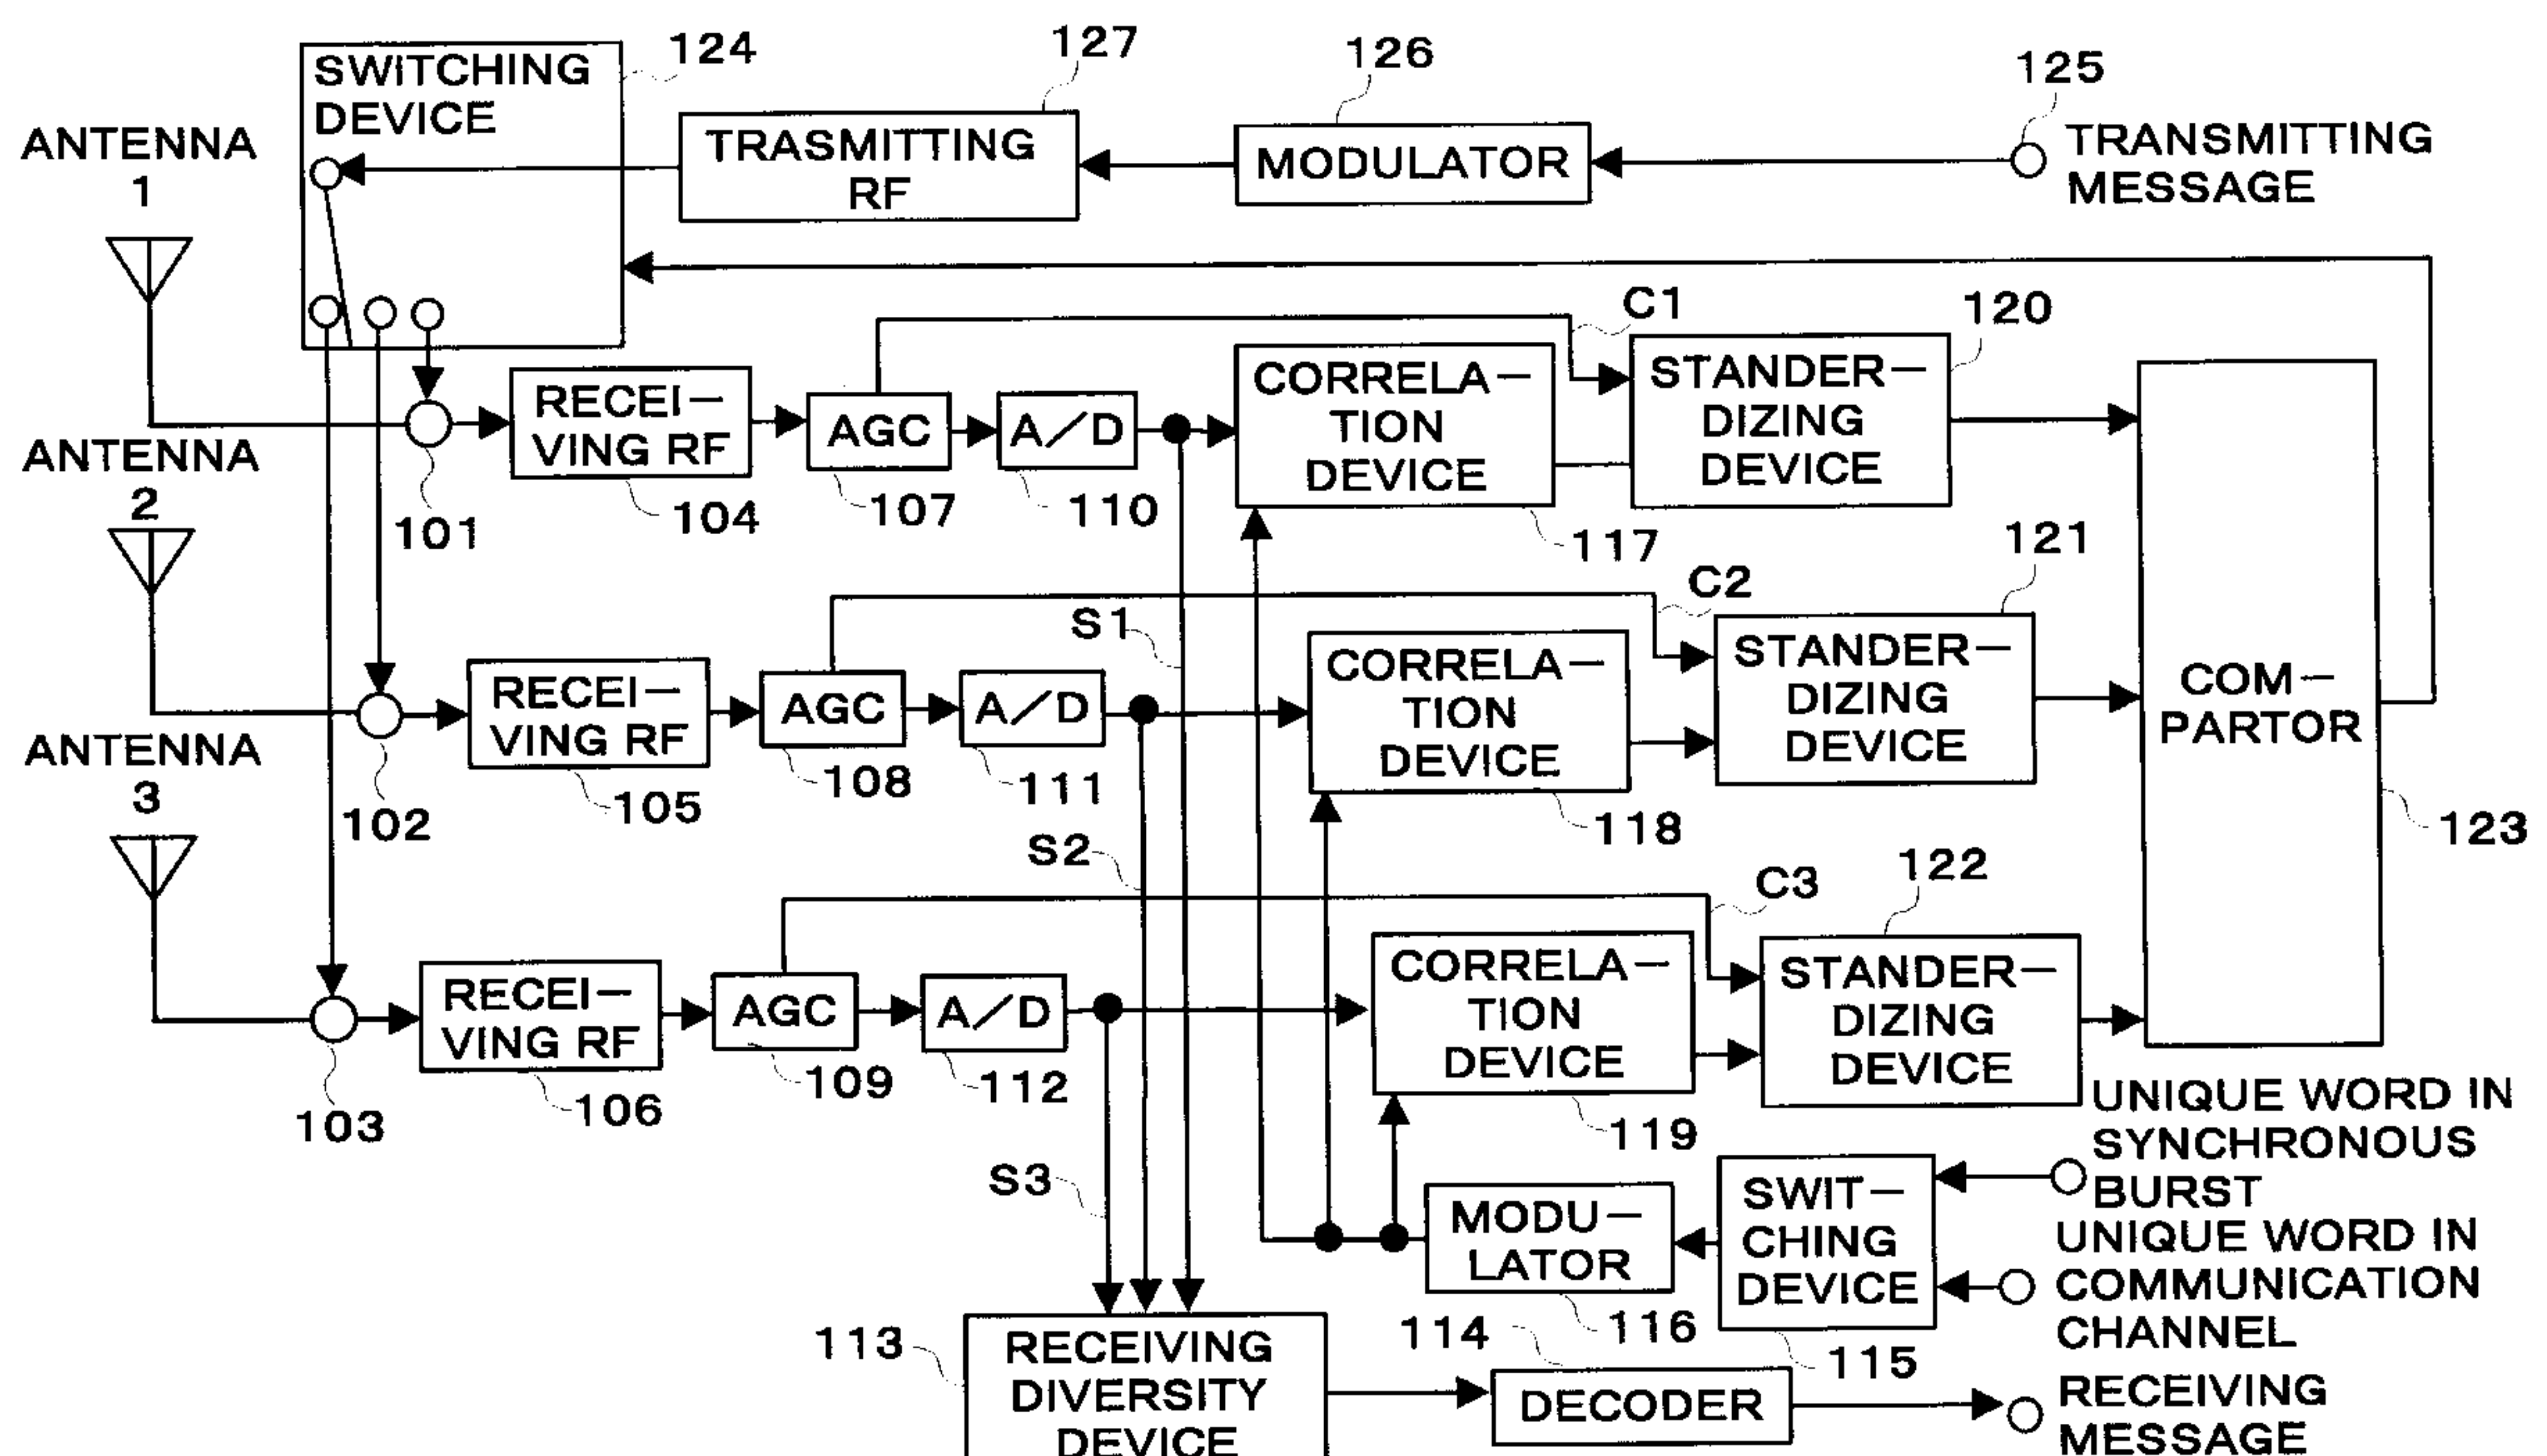 SWITCHING
DEVICE
124
127
126
125
ANTENNA
1
TRASMITTING
RF
MODULATOR
TRANSMITTING
MESSAGE
C1
120
RECEI-
VING RF
AGC
A/D
CORRELA-
TION
DEVICE
STANDER-
DIZING
DEVICE
ANTENNA
2
101
104
107
110
117
121
C2
S1
RECEI-
VING RF
AGC
A/D
CORRELA-
TION
DEVICE
STANDER-
DIZING
DEVICE
COM-
PARTOR
ANTENNA
3
102
105
108
111
118
123
S2
122
C3
RECEI-
VING RF
AGC
A/D
CORRELA-
TION
DEVICE
STANDER-
DIZING
DEVICE
103
106
109
112
119
UNIQUE WORD IN
SYNCHRONOUS
BURST
S3
MODU-
LATOR
SWIT-
CHING
DEVICE
UNIQUE WORD IN
COMMUNICATION
CHANNEL
113
114
116
115
RECEIVING
DIVERSITY
DEVICE
DECODER
RECEIVING
MESSAGE